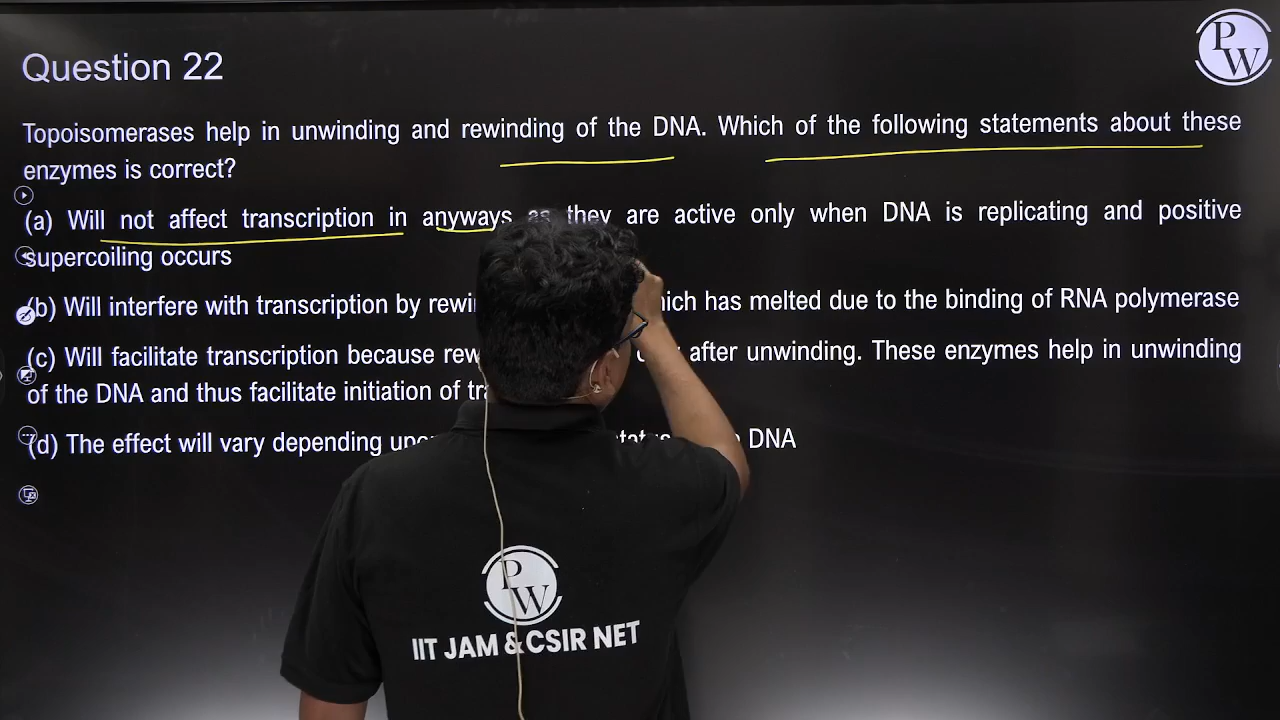 Question 22
PW
Topoisomerases help in unwinding and rewinding of the DNA. Which of the following statements about these
enzymes is correct?
(a) Will not affect transcription in anyways as they are active only when DNA is replicating and positive
supercoiling occurs
(b) Will interfere with transcription by which has melted due to the binding of RNA polymerase
(c) Will facilitate transcription because after unwinding. These enzymes help in unwinding
of the DNA and thus facilitate initiation of
(d) The effect will vary depending DNA
PW
IIT JAM & CSIR NET